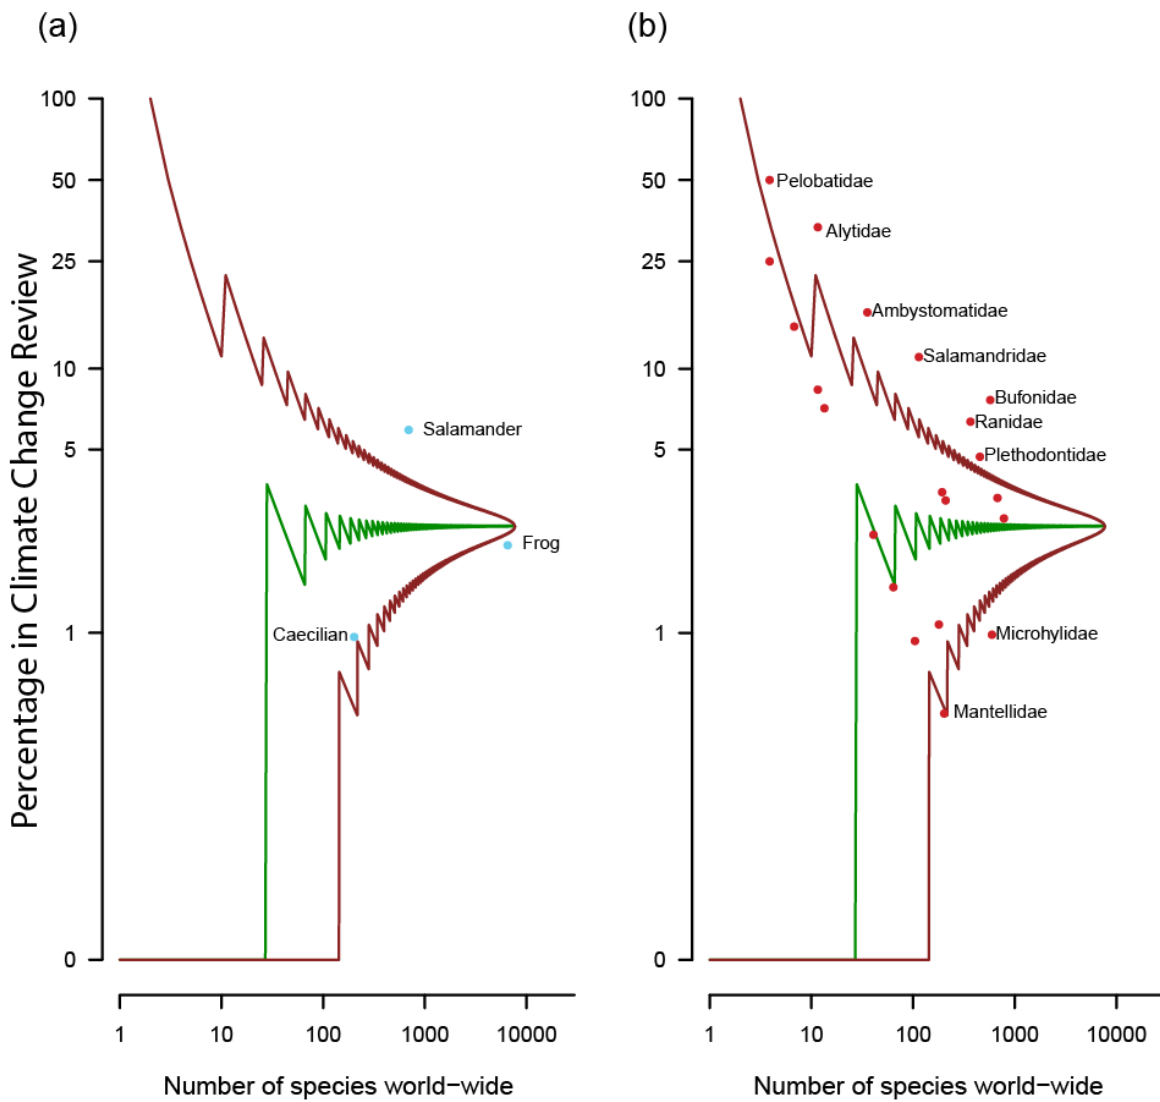 (a)
(b)
Percentage in Climate Change Review
100
50
25
10
5
1
0
Salamander
Frog
Caecilian
1
10
100
1000
10000
Number of species world-wide
100
50
25
10
5
1
0
Pelobatidae
Alytidae
Ambystomatidae
Salamandridae
Bufonidae
Ranidae
Plethodontidae
Microhylidae
Mantellidae
1
10
100
1000
10000
Number of species world-wide